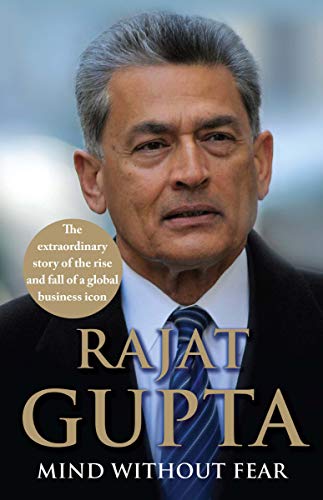 The
extraordinary
story of the rise
and fall of a global
business icon
RAJAT
GUPTA
MIND WITHOUT FEAR